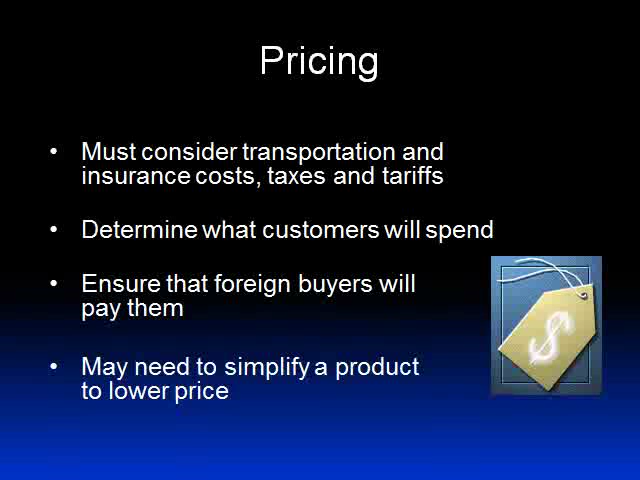 Pricing
• Must consider transportation and
insurance costs, taxes and tariffs
• Determine what customers will spend
• Ensure that foreign buyers will
pay them
• May need to simplify a product
to lower price
$